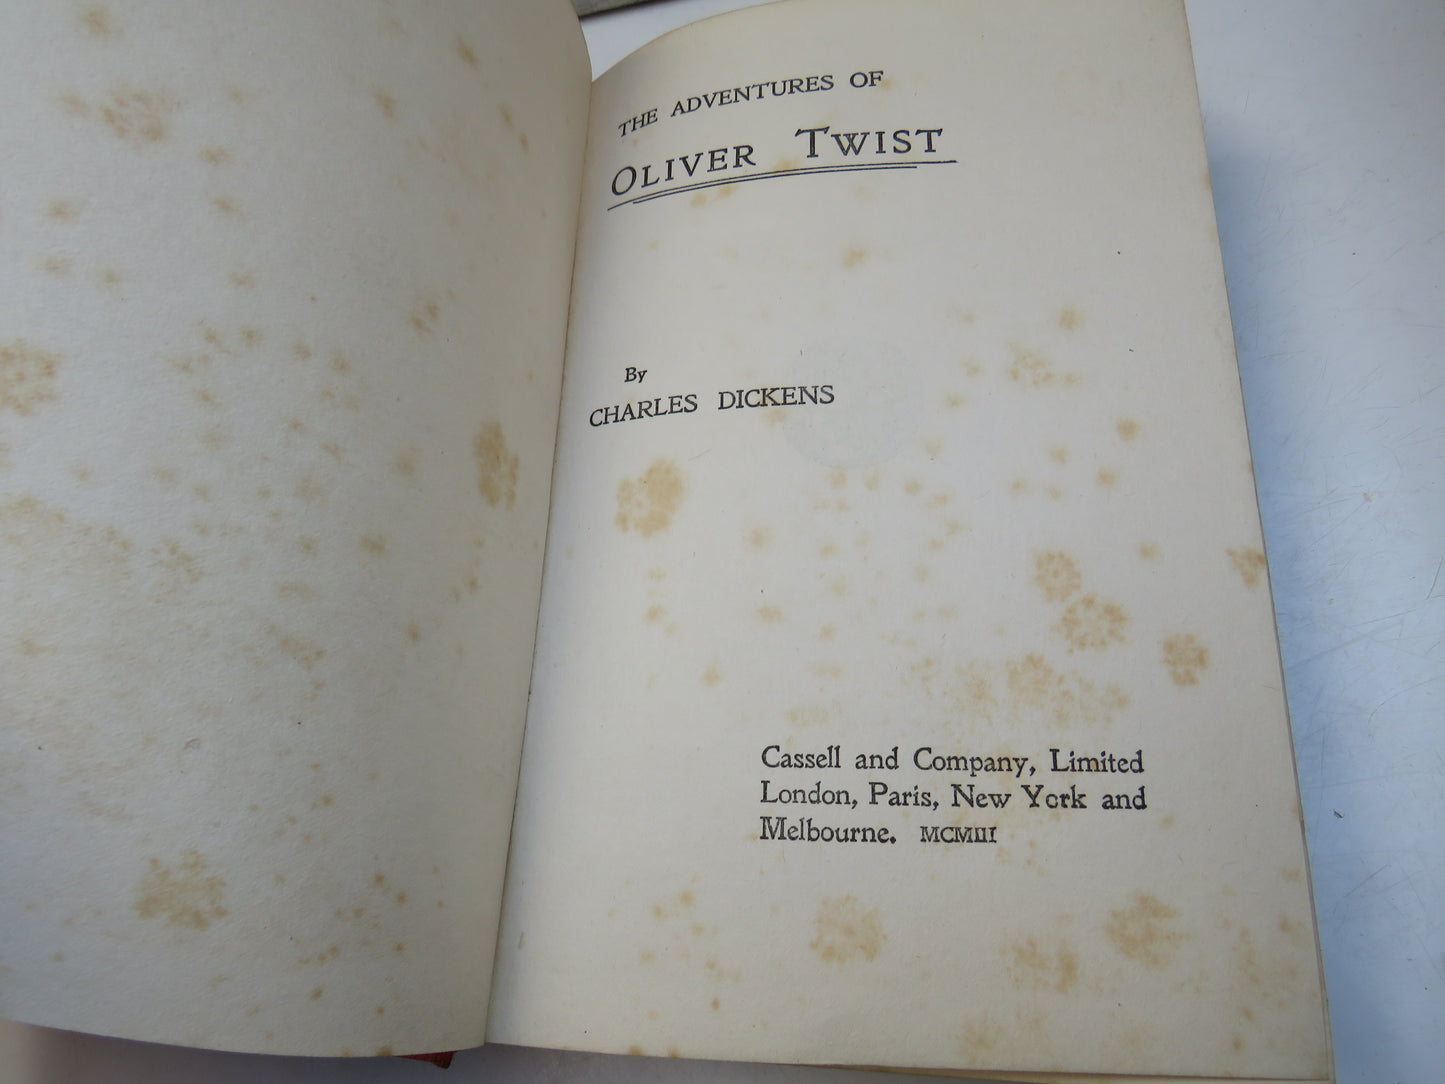 THE ADVENTURES OF
OLIVER TWIST
By
CHARLES DICKENS
Cassell and Company, Limited
London, Paris, New York and
Melbourne. MCMIII